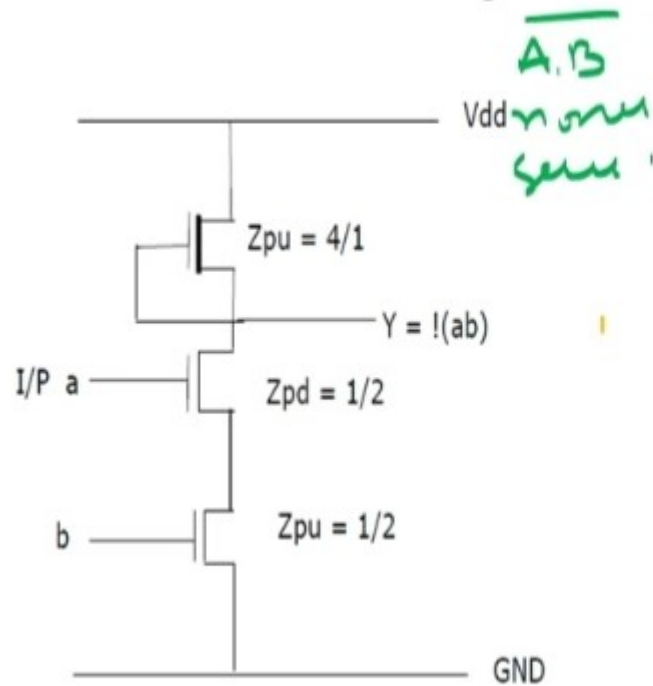 A.B
Vdd
Zpu = 4/1
Y = !(ab)
I/P a
Zpd = 1/2
b
Zpu = 1/2
GND